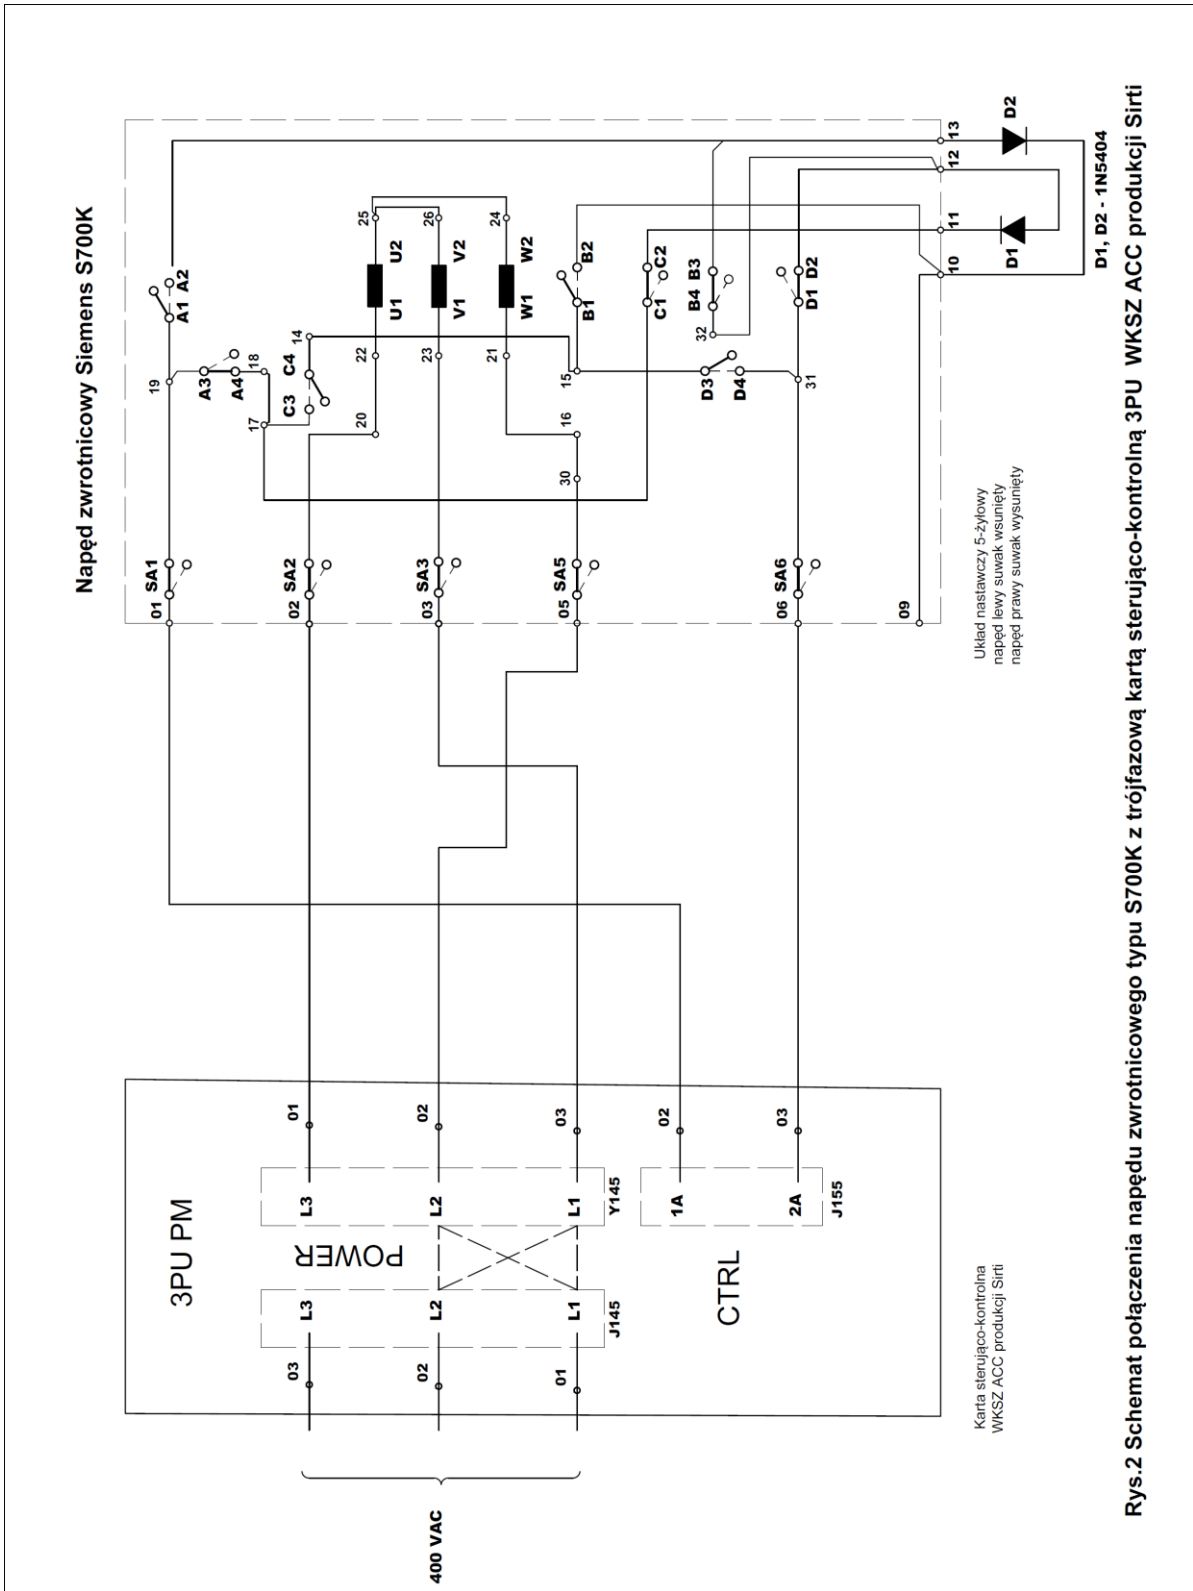 Napęd zwrotnicowy Siemens S700K
A1 A2
19
A3 A4
18
17
C3 C4
14
20
22
U1 U2
25
23
V1 V2
26
21
W1 W2
24
16
30
15
B1 B2
C1 C2
32
B4 B3
D3 D4
31
D1 D2
13
12
11
10
D2
D1
D1, D2 - 1N5404
01 SA1
02 SA2
03 SA3
05 SA5
06 SA6
09
Układ nastawczy 5-żyłowy
napęd lewy suwak wsunięty
napęd prawy suwak wysunięty
3PU PM
01
02
03
02
03
L3
L2
L1
Y145
POWER
L3
L2
L1
J145
03
02
01
1A
2A
J155
CTRL
400 VAC
Karta sterująco-kontrolna
WKSZ ACC produkcji Sirti
Rys.2 Schemat połączenia napędu zwrotnicowego typu S700K z trójfazową kartą sterująco-kontrolną 3PU WKSZ ACC produkcji Sirti